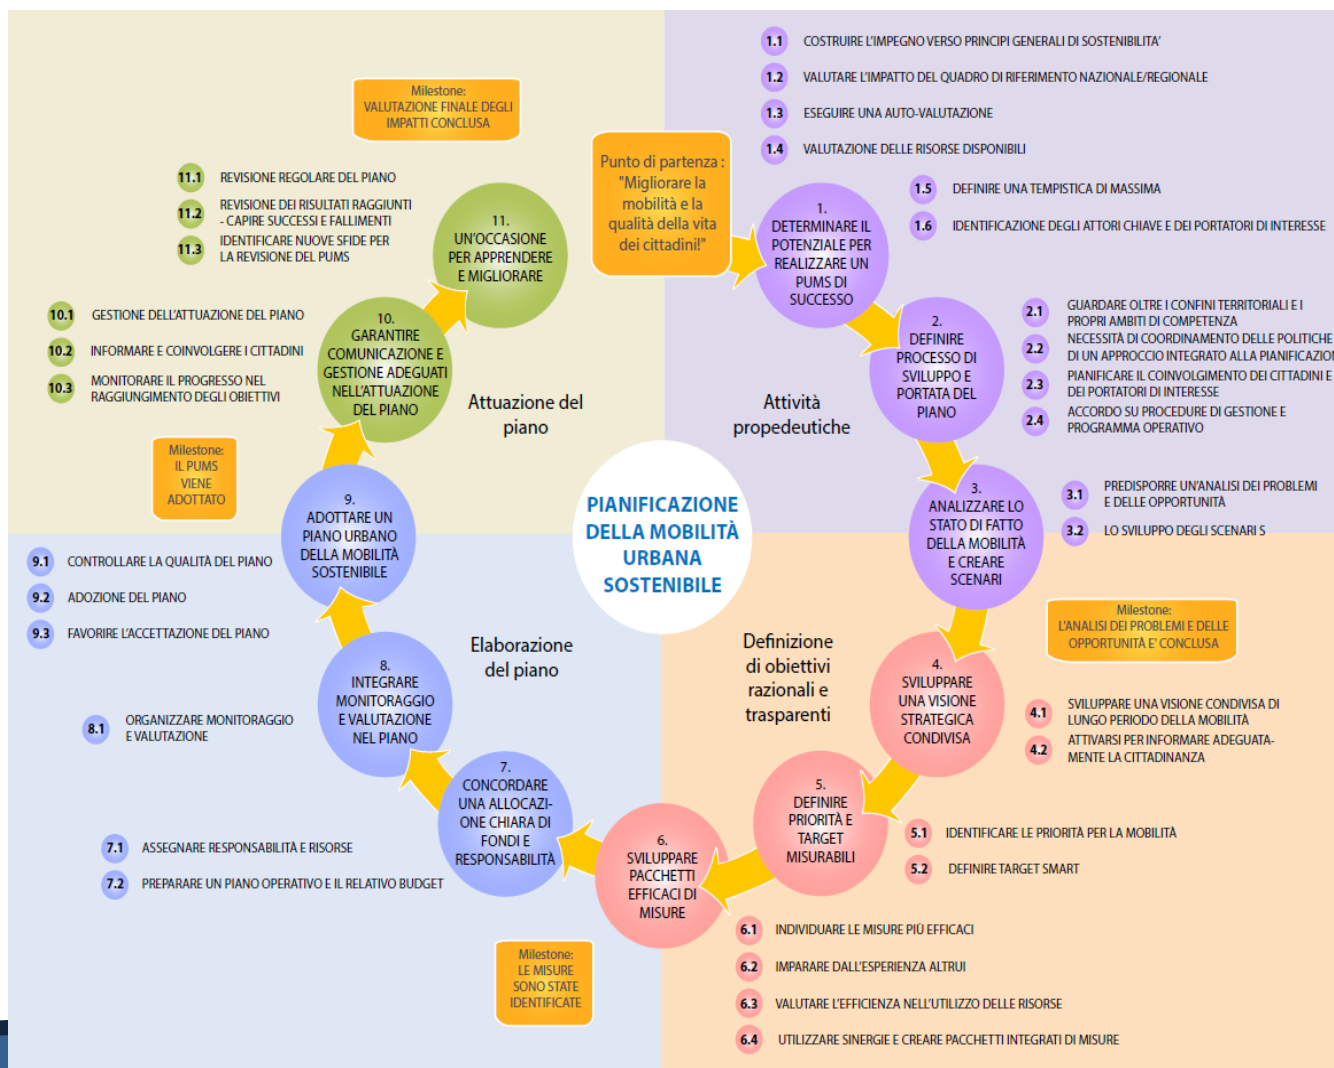 1.1 COSTRUIRE L'IMPEGNO VERSO PRINCIPI GENERALI DI SOSTENIBILITA'
1.2 VALUTARE L'IMPATTO DEL QUADRO DI RIFERIMENTO NAZIONALE/REGIONALE
1.3 ESEGUIRE UNA AUTO-VALUTAZIONE
1.4 VALUTAZIONE DELLE RISORSE DISPONIBILI
1.5 DEFINIRE UNA TEMPISTICA DI MASSIMA
1.6 IDENTIFICAZIONE DEGLI ATTORI CHIAVE E DEI PORTATORI DI INTERESSE
Punto di partenza :
"Migliorare la
mobilità e la
qualità della vita
dei cittadini!"
1.
DETERMINARE IL
POTENZIALE PER
REALIZZARE UN
PUMS DI
SUCCESSO
2.
DEFINIRE
PROCESSO DI
SVILUPPO E
PORTATA DEL
PIANO
2.1 GUARDARE OLTRE I CONFINI TERRITORIALI E I
PROPRI AMBITI DI COMPETENZA
2.2 NECESSITÀ DI COORDINAMENTO DELLE POLITICHE
DI UN APPROCCIO INTEGRATO ALLA PIANIFICAZION
2.3 PIANIFICARE IL COINVOLGIMENTO DEI CITTADINI E
DEI PORTATORI DI INTERESSE
2.4 ACCORDO SU PROCEDURE DI GESTIONE E
PROGRAMMA OPERATIVO
Attività
propedeutiche
3.
ANALIZZARE LO
STATO DI FATTO
DELLA MOBILITÀ
E CREARE
SCENARI
3.1 PREDISPORRE UN'ANALISI DEI PROBLEMI
E DELLE OPPORTUNITÀ
3.2 LO SVILUPPO DEGLI SCENARI S
Milestone:
L'ANALISI DEI PROBLEMI E DELLE
OPPORTUNITÀ E' CONCLUSA
PIANIFICAZIONE
DELLA MOBILITÀ
URBANA
SOSTENIBILE
Definizione
di obiettivi
razionali e
trasparenti
4.
SVILUPPARE
UNA VISIONE
STRATEGICA
CONDIVISA
4.1 SVILUPPARE UNA VISIONE CONDIVISA DI
LUNGO PERIODO DELLA MOBILITÀ
4.2 ATTIVARSI PER INFORMARE ADEGUATA-
MENTE LA CITTADINANZA
5.
DEFINIRE
PRIORITÀ E
TARGET
MISURABILI
5.1 IDENTIFICARE LE PRIORITÀ PER LA MOBILITÀ
5.2 DEFINIRE TARGET SMART
6.
SVILUPPARE
PACCHETTI
EFFICACI DI
MISURE
6.1 INDIVIDUARE LE MISURE PIÙ EFFICACI
6.2 IMPARARE DALL'ESPERIENZA ALTRUI
6.3 VALUTARE L'EFFICIENZA NELL'UTILIZZO DELLE RISORSE
6.4 UTILIZZARE SINERGIE E CREARE PACCHETTI INTEGRATI DI MISURE
Milestone:
LE MISURE
SONO STATE
IDENTIFICATE
7.
CONCORDARE
UNA ALLOCAZI-
ONE CHIARA DI
FONDI E
RESPONSABILITÀ
7.1 ASSEGNARE RESPONSABILITÀ E RISORSE
7.2 PREPARARE UN PIANO OPERATIVO E IL RELATIVO BUDGET
Elaborazione
del piano
8.
INTEGRARE
MONITORAGGIO
E VALUTAZIONE
NEL PIANO
8.1 ORGANIZZARE MONITORAGGIO
E VALUTAZIONE
9.
ADOTTARE UN
PIANO URBANO
DELLA MOBILITÀ
SOSTENIBILE
9.1 CONTROLLARE LA QUALITÀ DEL PIANO
9.2 ADOZIONE DEL PIANO
9.3 FAVORIRE L'ACCETTAZIONE DEL PIANO
Milestone:
IL PUMS
VIENE
ADOTTATO
Attuazione del
piano
10.
GARANTIRE
COMUNICAZIONE E
GESTIONE ADEGUATI
NELL'ATTUAZIONE
DEL PIANO
10.1 GESTIONE DELL'ATTUAZIONE DEL PIANO
10.2 INFORMARE E COINVOLGERE I CITTADINI
10.3 MONITORARE IL PROGRESSO NEL
RAGGIUNGIMENTO DEGLI OBIETTIVI
11.
UN'OCCASIONE
PER APPRENDERE
E MIGLIORARE
11.1 REVISIONE REGOLARE DEL PIANO
11.2 REVISIONE DEI RISULTATI RAGGIUNTI
- CAPIRE SUCCESSI E FALLIMENTI
11.3 IDENTIFICARE NUOVE SFIDE PER
LA REVISIONE DEL PUMS
Milestone:
VALUTAZIONE FINALE DEGLI
IMPATTI CONCLUSA